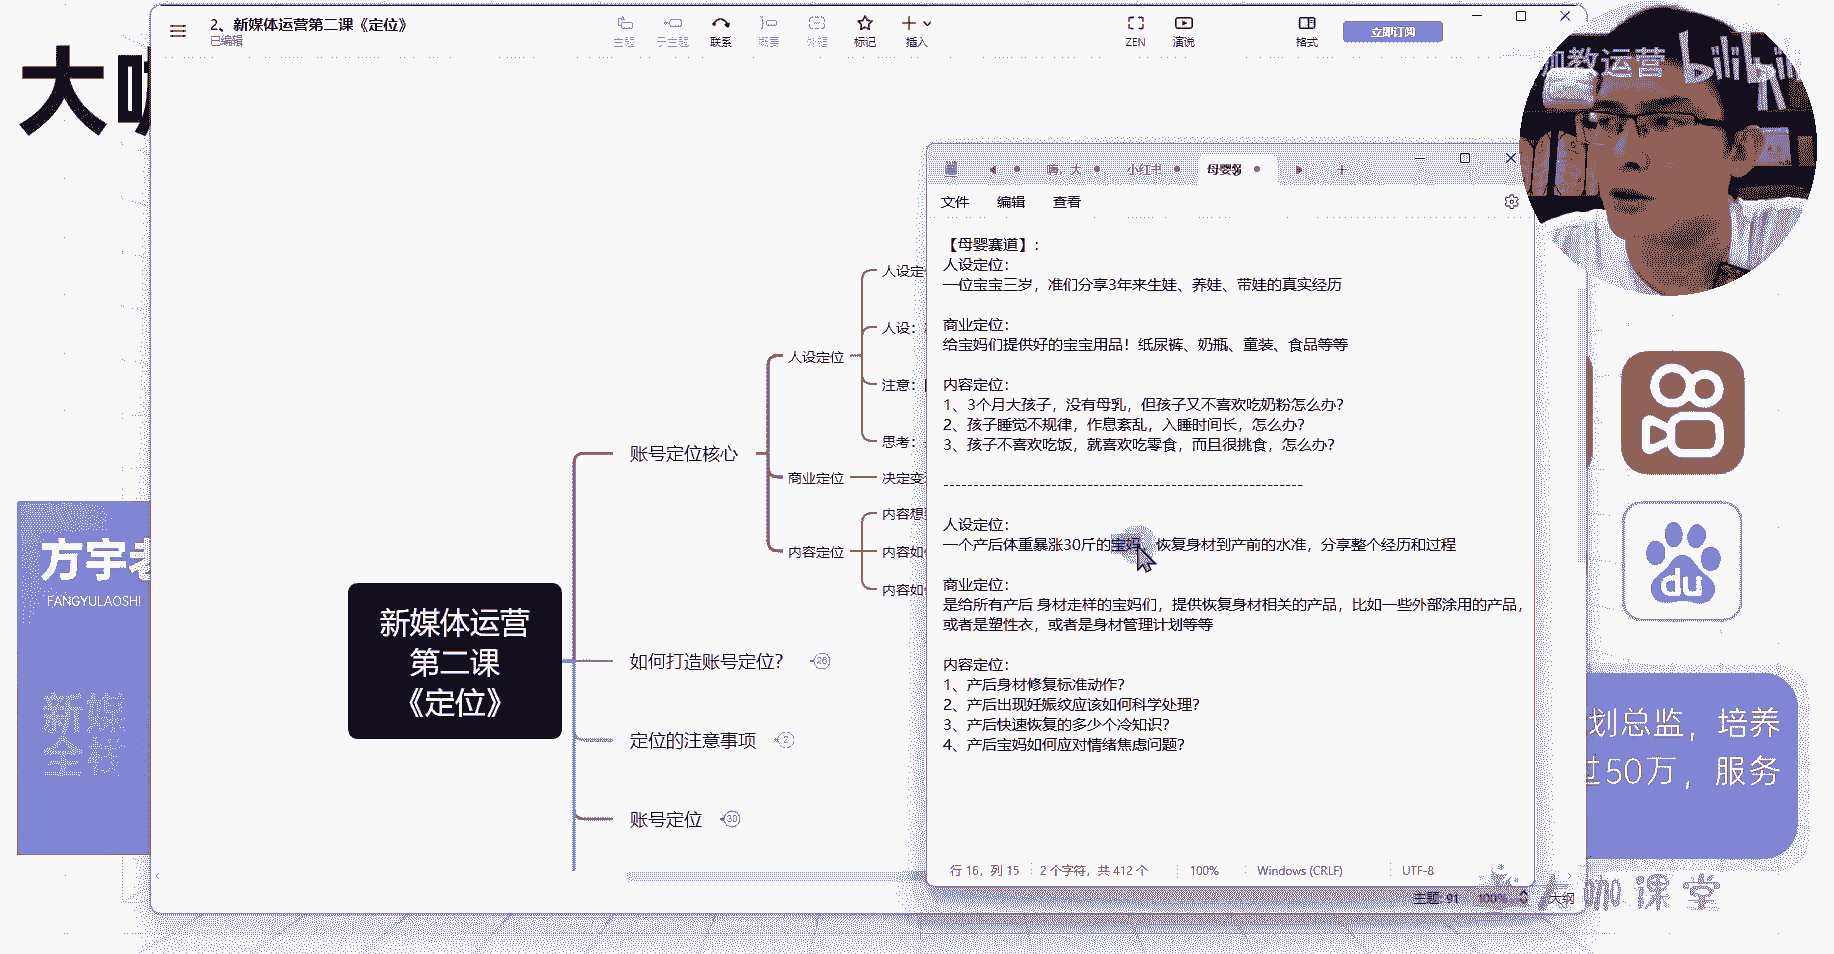 大咖
2、新媒体运营第二课《定位》
已编辑
主题
子主题
联系
概要
外框
标记
插入
ZEN
演说
格式
立即订阅
咖教运营 bilibili
嗨，大
小红书
母婴
文件
编辑
查看
【母婴赛道】：
人设定位：
一位宝宝三岁，准们分享3年来生娃、养娃、带娃的真实经历
商业定位：
给宝妈们提供好的宝宝用品！纸尿裤、奶瓶、童装、食品等等
内容定位：
1、3个月大孩子，没有母乳，但孩子又不喜欢吃奶粉怎么办？
2、孩子睡觉不规律，作息紊乱，入睡时间长，怎么办？
3、孩子不喜欢吃饭，就喜欢吃零食，而且很挑食，怎么办？
------------------------------------------------------------
人设定位：
一个产后体重暴涨30斤的宝妈，恢复身材到产前的水准，分享整个经历和过程
商业定位：
是给所有产后 身材走样的宝妈们，提供恢复身材相关的产品，比如一些外部涂用的产品，
或者是塑性衣，或者是身材管理计划等等
内容定位：
1、产后身材修复标准动作？
2、产后出现妊娠纹应该如何科学处理？
3、产后快速恢复的多少个冷知识？
4、产后宝妈如何应对情绪焦虑问题？
行 16，列 15
2 个字符，共 412 个
100%
Windows (CRLF)
UTF-8
人设定
人设：
注意：
思考：
人设定位
账号定位核心
商业定位
决定变
内容想
内容定位
内容如
内容如
新媒体运营
第二课
《定位》
如何打造账号定位？
26
定位的注意事项
2
账号定位
30
方宇老
FANGYULAOSHI
新媒
全栈
du
划总监，培养
过50万，服务
主题: 91
100%
大纲
大咖课堂